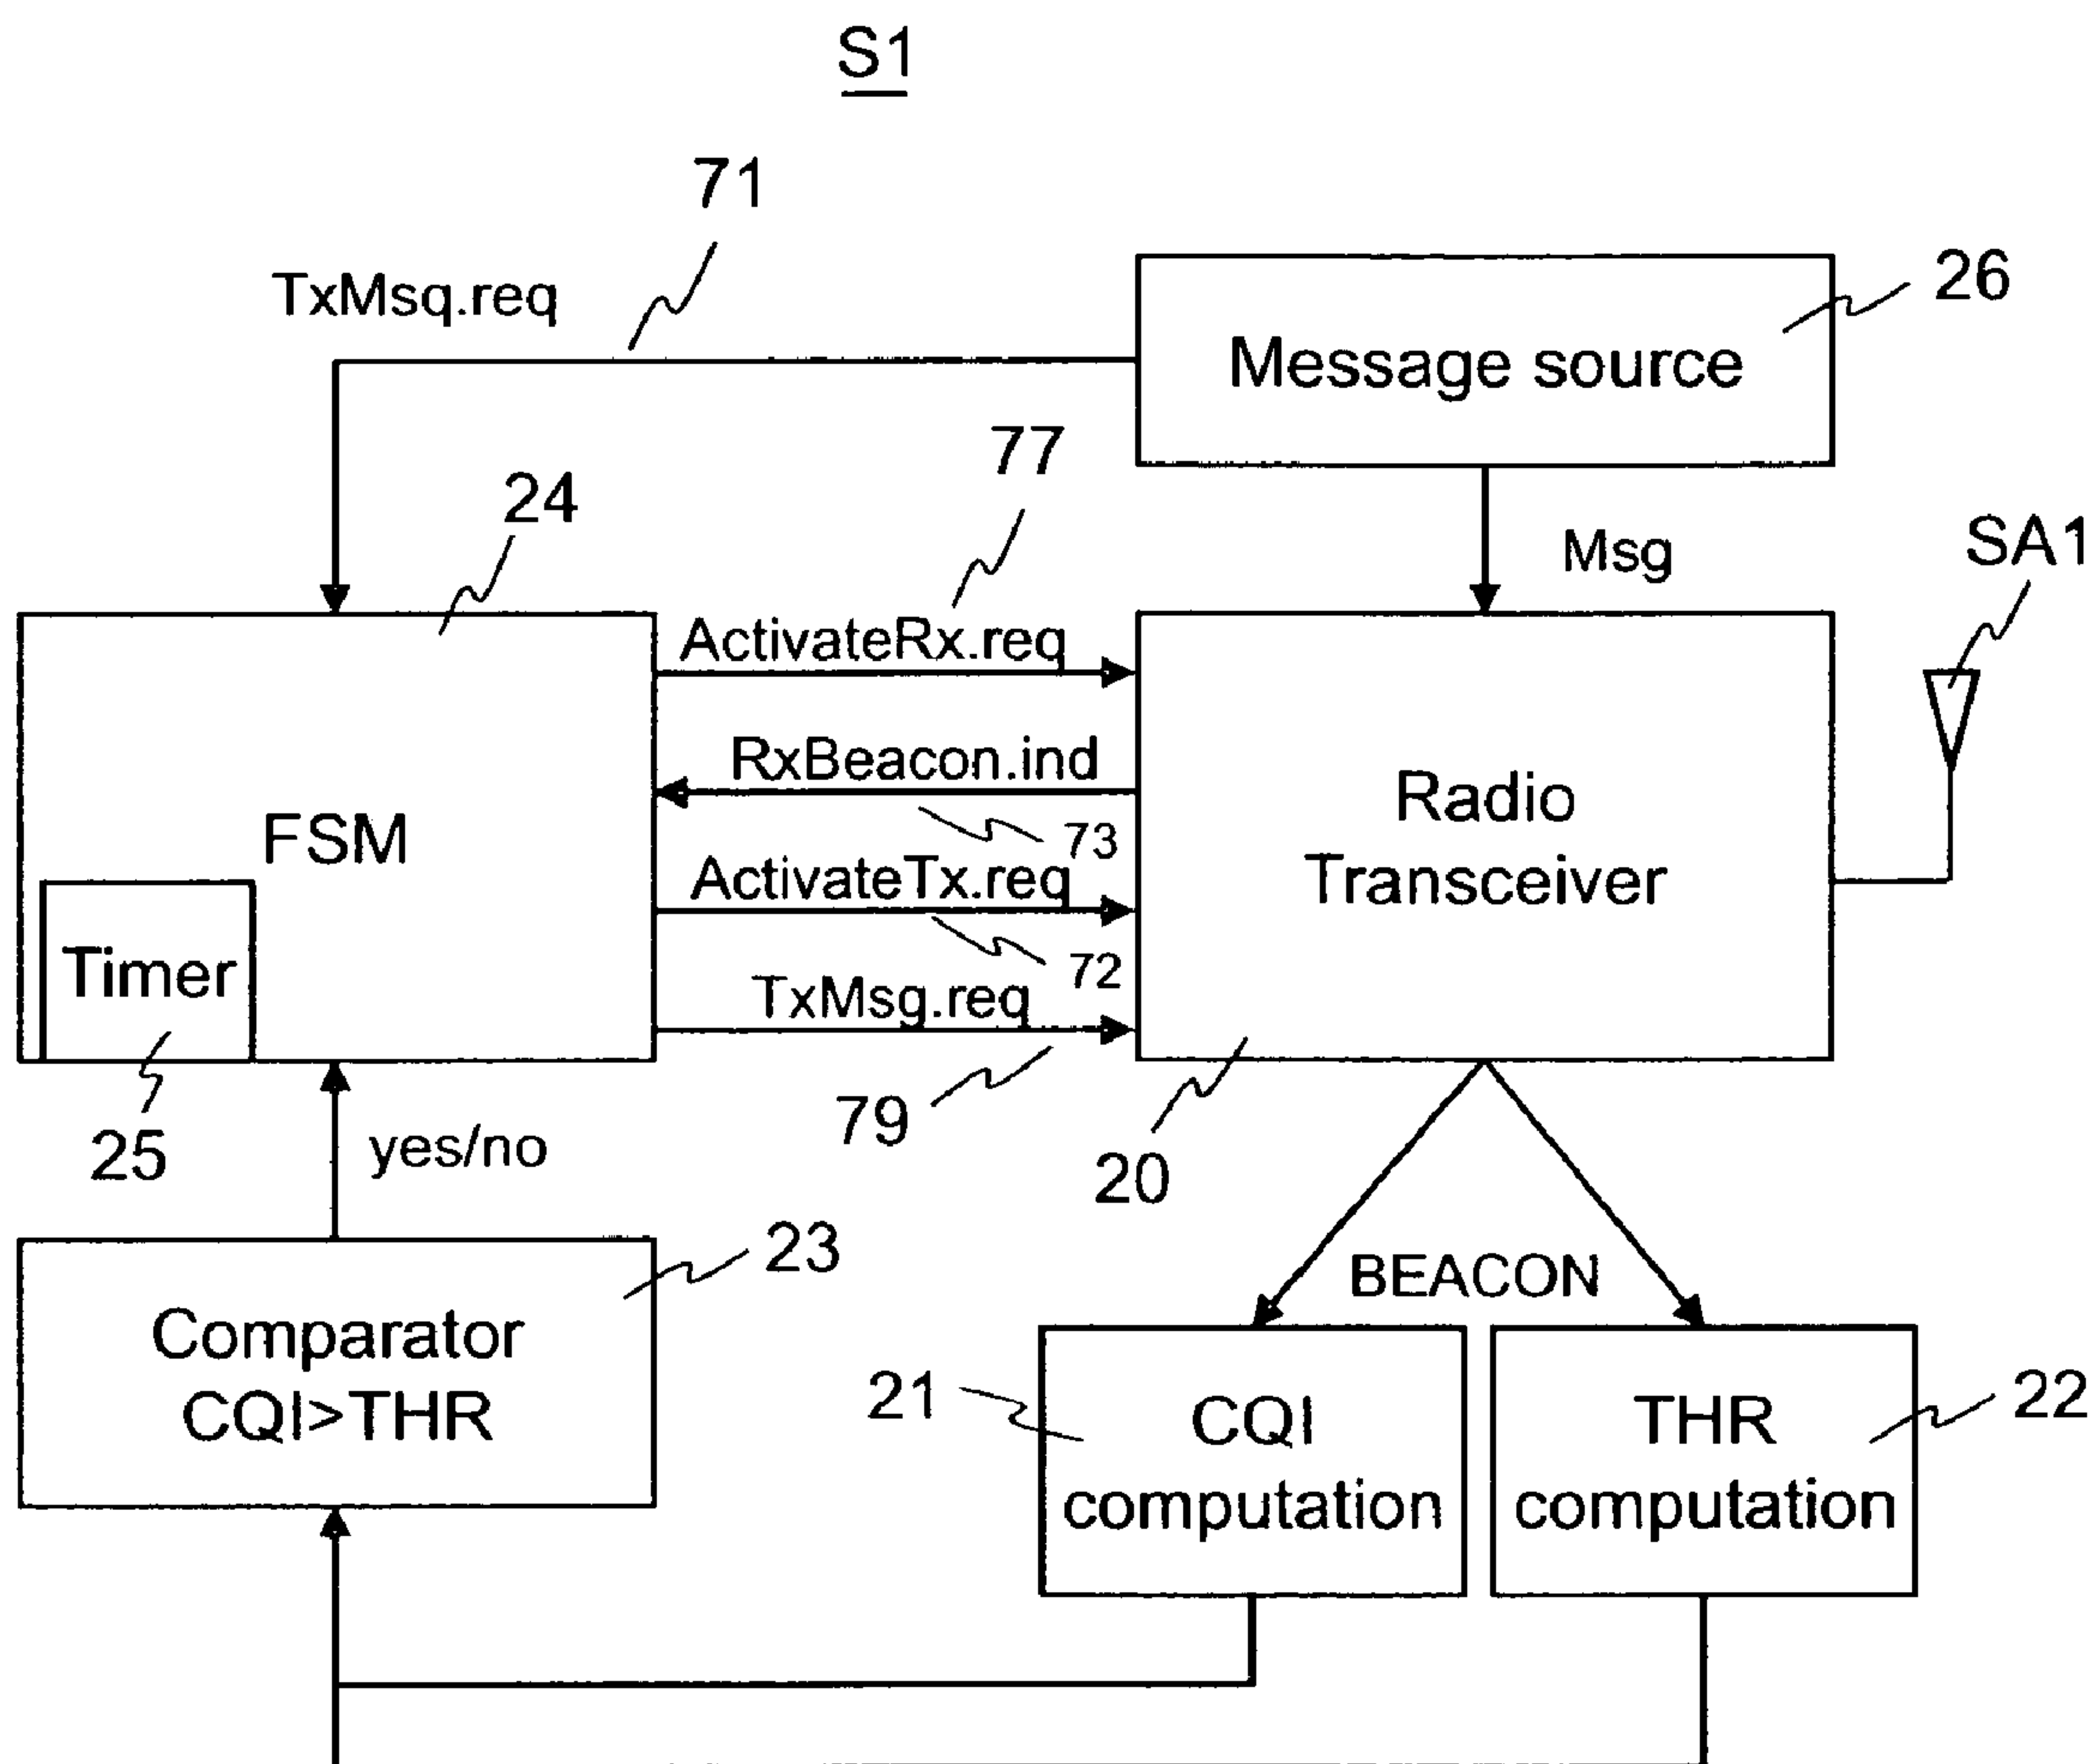 S1
71
TxMsq.req
26
Message source
77
24
Msg
SA1
ActivateRx.req
RxBeacon.ind
Radio
Transceiver
FSM
73
ActivateTx.req
Timer
72
TxMsg.req
79
25
yes/no
20
23
BEACON
Comparator
CQI>THR
21
CQI
computation
THR
computation
22